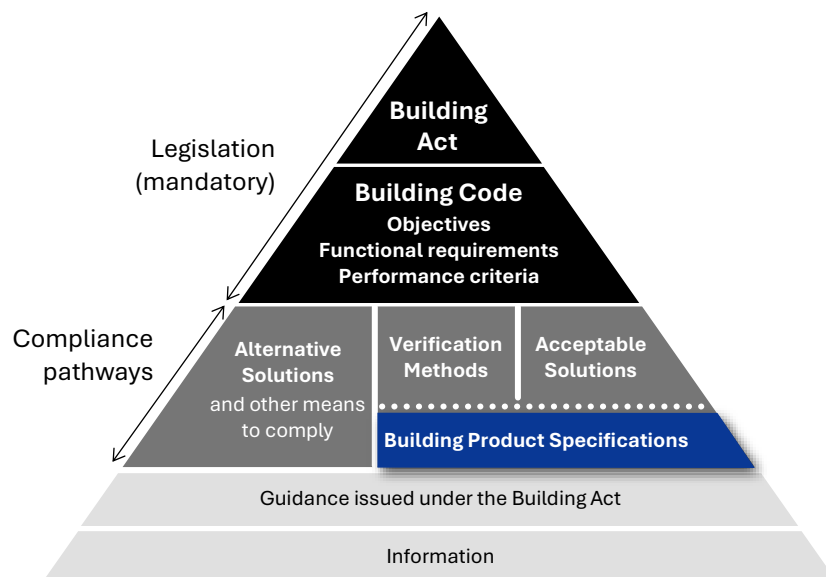 Building
Act
Legislation
(mandatory)
Building Code
Objectives
Functional requirements
Performance criteria
Compliance
pathways
Alternative
Solutions
and other means
to comply
Verification
Methods
Acceptable
Solutions
Building Product Specifications
Guidance issued under the Building Act
Information